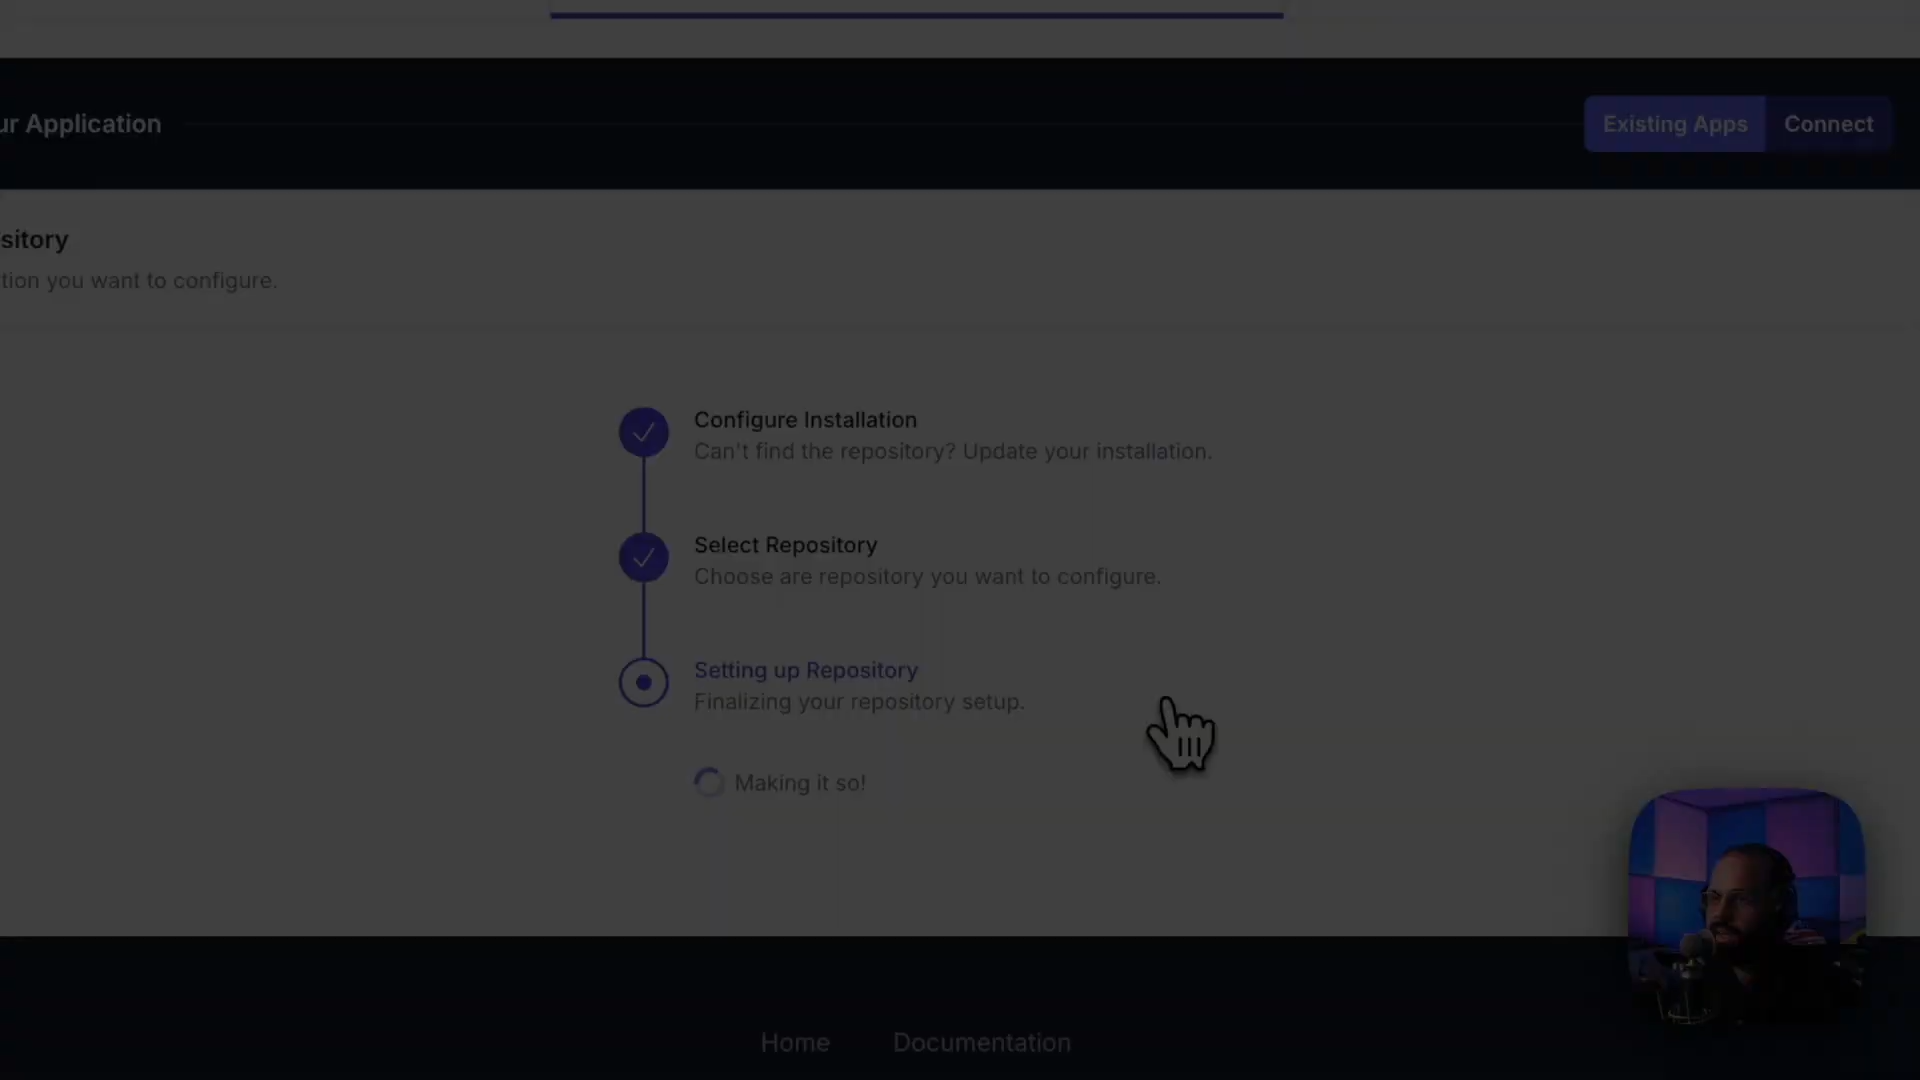 ur Application
Existing Apps
Connect
sitory
tion you want to configure.
Configure Installation
Can't find the repository? Update your installation.
Select Repository
Choose are repository you want to configure.
Setting up Repository
Finalizing your repository setup.
Making it so!
Home
Documentation